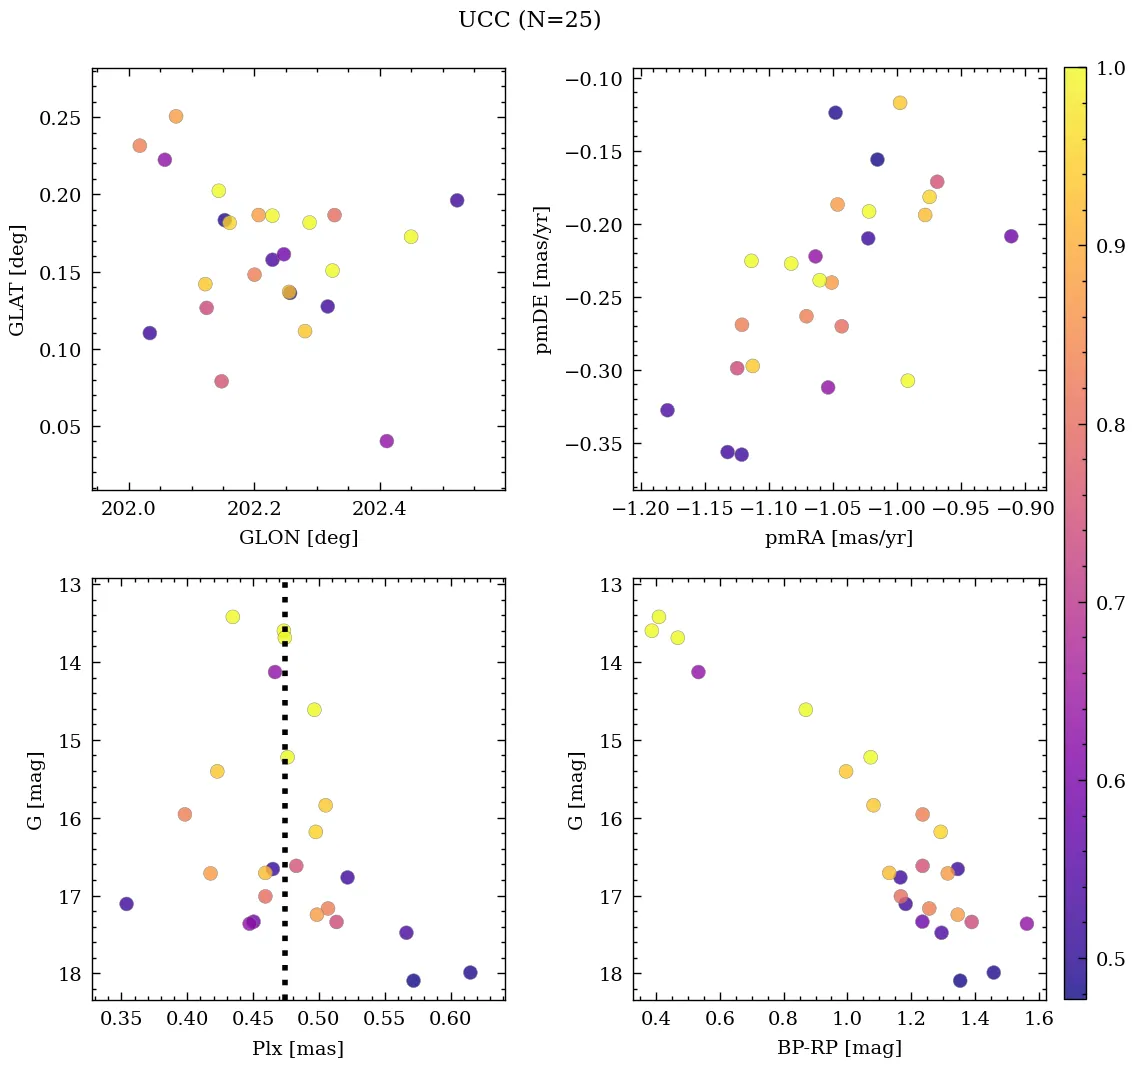 UCC (N=25)
0.25
0.20
0.15
0.10
0.05
GLAT [deg]
202.0 202.2 202.4
GLON [deg]
−0.10
−0.15
−0.20
−0.25
−0.30
−0.35
pmDE [mas/yr]
−1.20 −1.15 −1.10 −1.05 −1.00 −0.95 −0.90
pmRA [mas/yr]
13
14
15
16
17
18
G [mag]
0.35 0.40 0.45 0.50 0.55 0.60
Plx [mas]
13
14
15
16
17
18
G [mag]
0.4 0.6 0.8 1.0 1.2 1.4 1.6
BP-RP [mag]
1.0
0.9
0.8
0.7
0.6
0.5